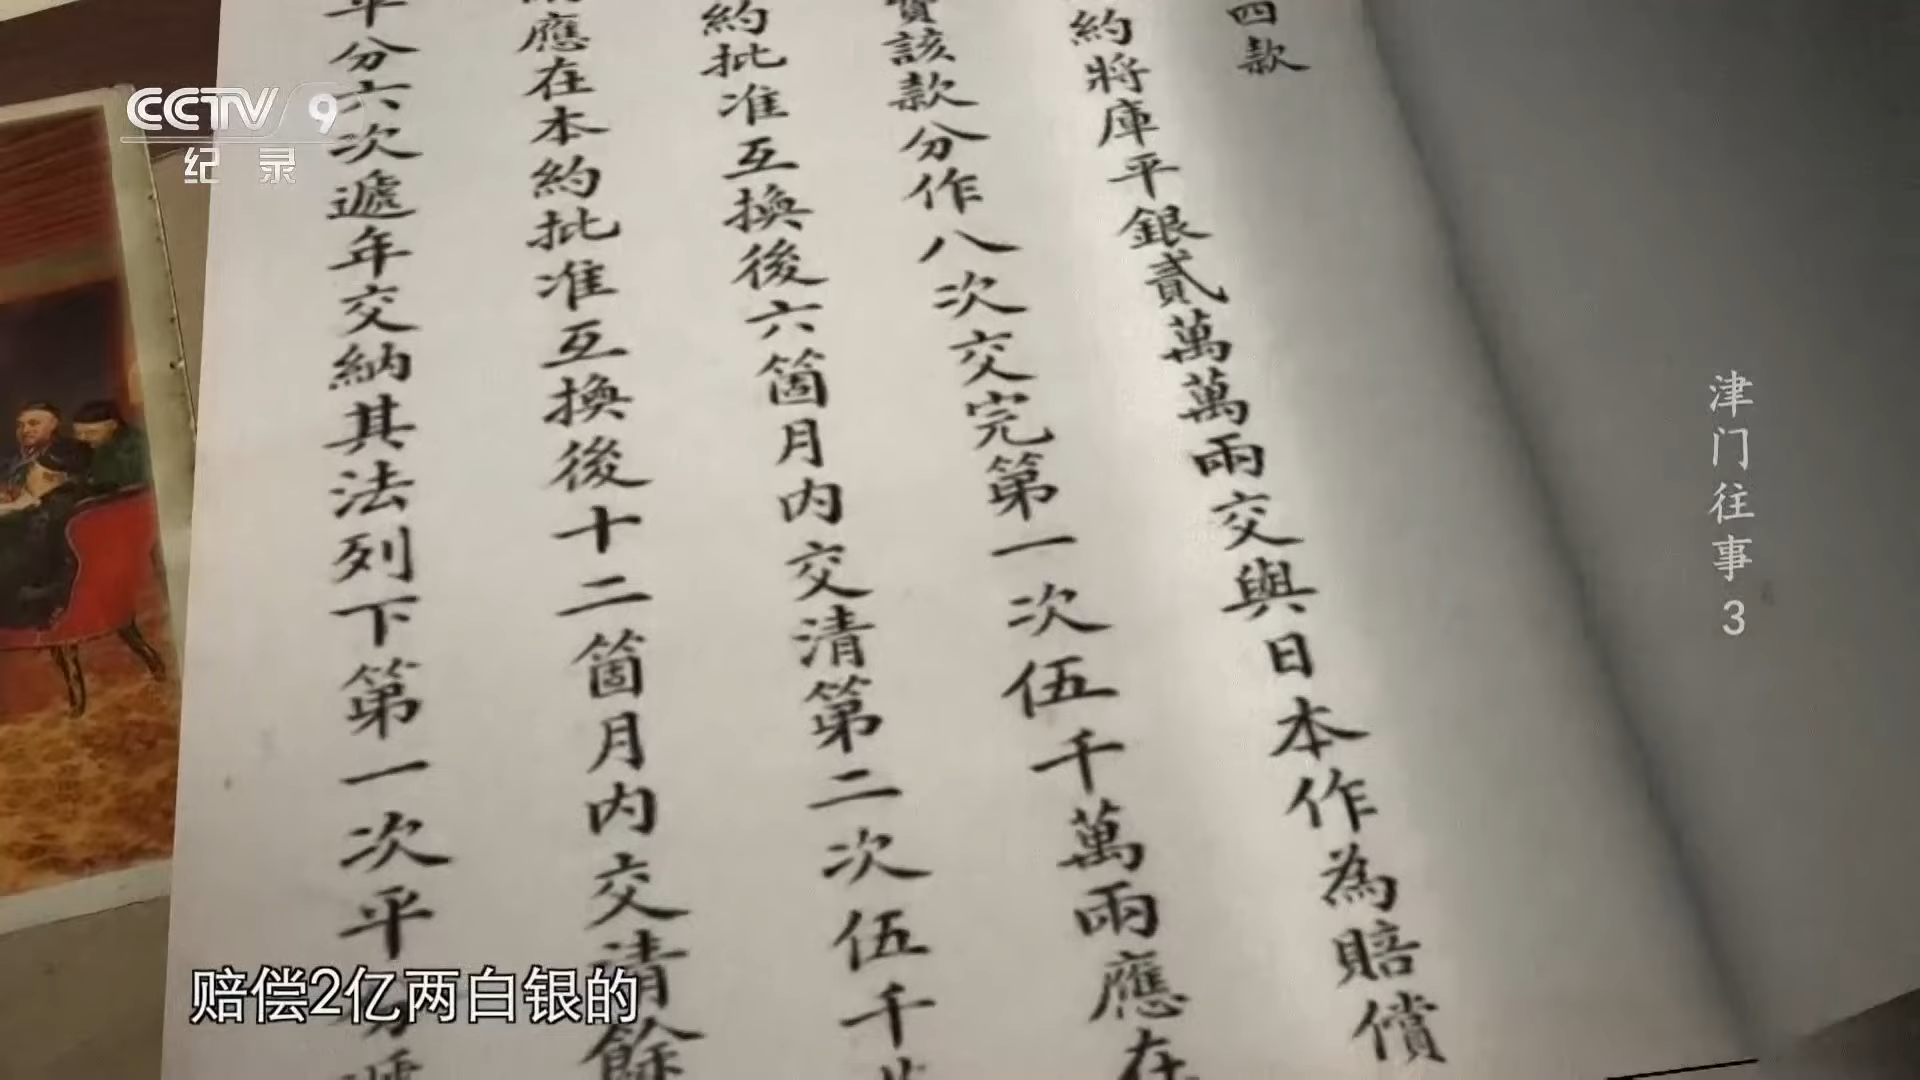 CCTV 9
纪录
四款
約將庫平銀貳萬萬兩交與日本作為賠償
該款分作八次交完第一次伍千萬兩應在
約批准互換後六箇月內交清第二次伍千
應在本約批准互換後十二箇月內交清餘
平分六次遞年交納其法列下第一次平
津门往事3
赔偿2亿两白银的